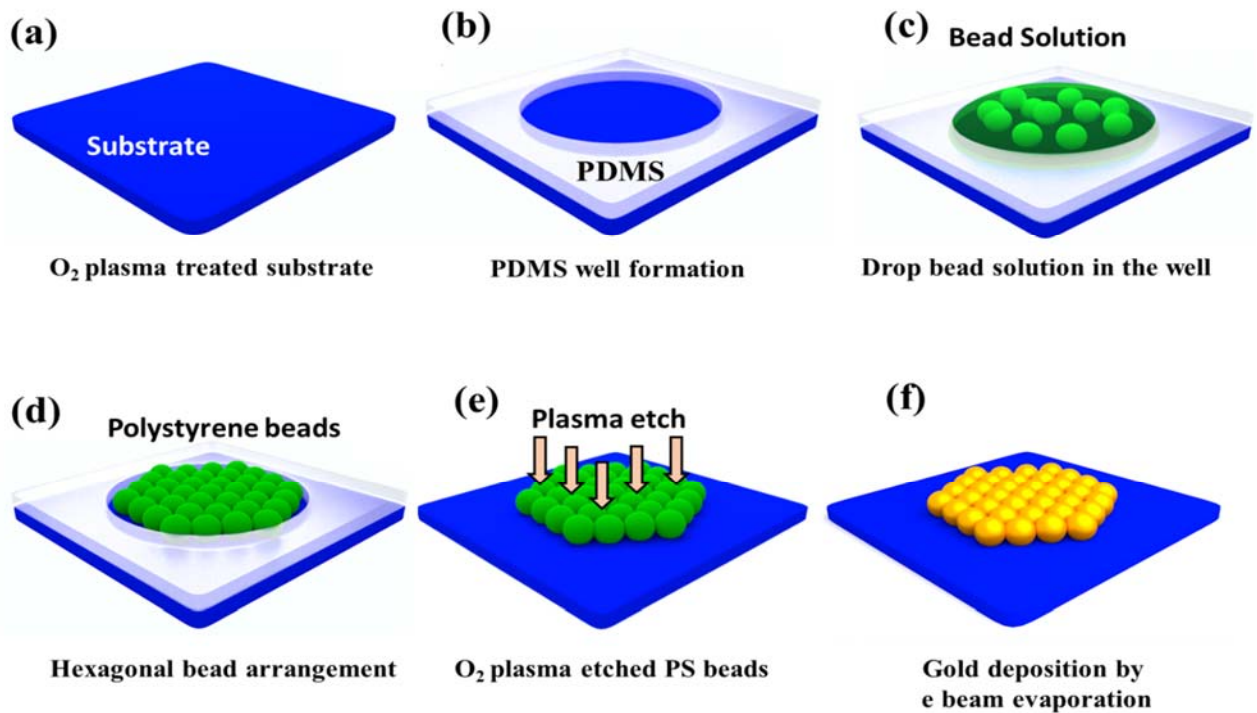 (a)
Substrate
O₂ plasma treated substrate
(b)
PDMS
PDMS well formation
(c)
Bead Solution
Drop bead solution in the well
(d)
Polystyrene beads
Hexagonal bead arrangement
(e)
Plasma etch
O₂ plasma etched PS beads
(f)
Gold deposition by
e beam evaporation